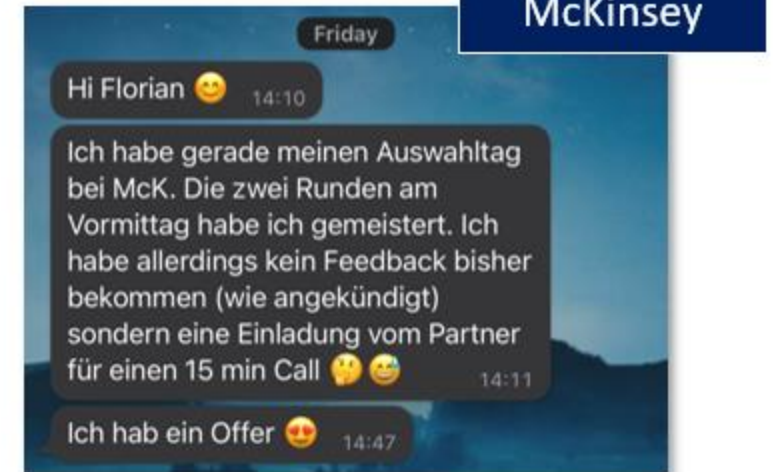 McKinsey
Friday
Hi Florian 😊 14:10
Ich habe gerade meinen Auswahltag
bei McK. Die zwei Runden am
Vormittag habe ich gemeistert. Ich
habe allerdings kein Feedback bisher
bekommen (wie angekündigt)
sondern eine Einladung vom Partner
für einen 15 min Call 🤔😅 14:11
Ich hab ein Offer 😍 14:47